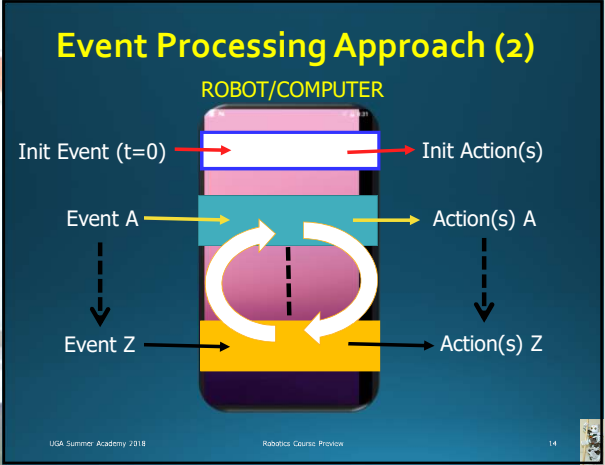 Event Processing Approach (2)
ROBOT/COMPUTER
Init Event (t=0)
Init Action(s)
Event A
Action(s) A
Event Z
Action(s) Z
UGA Summer Academy 2018
Robotics Course Preview
14